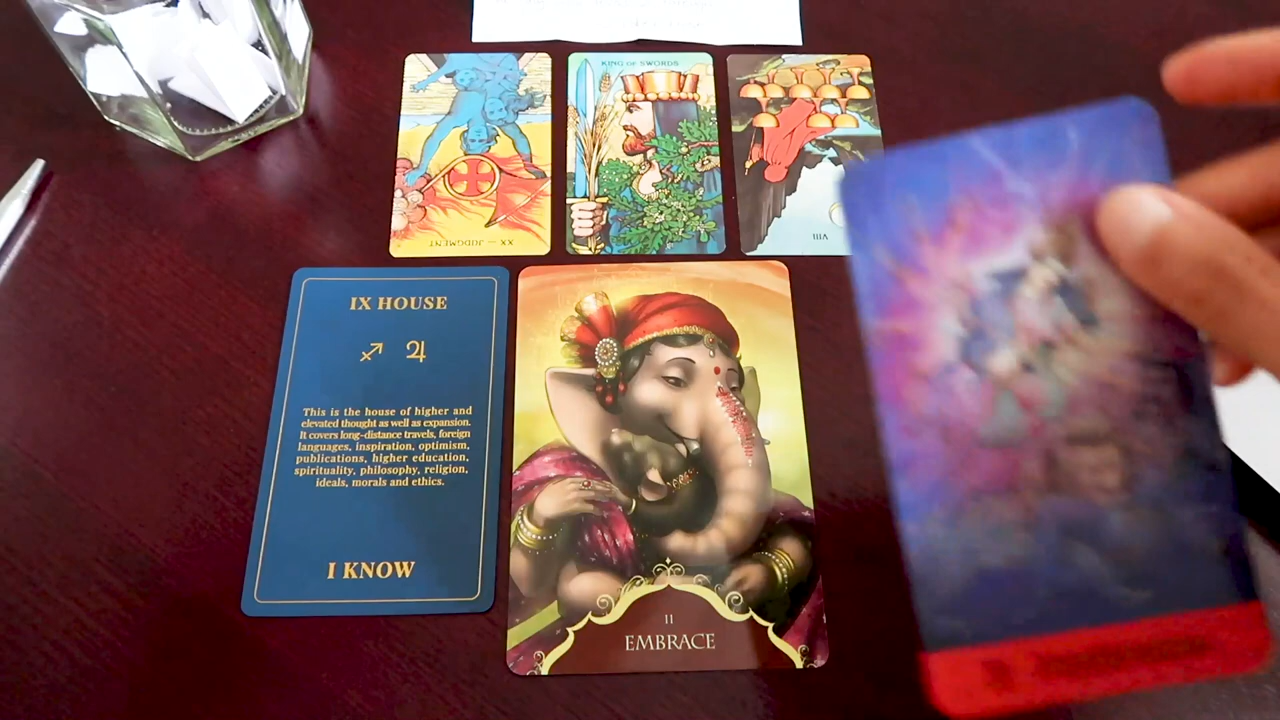 KING OF SWORDS
XX — JUDGMENT
VIII
IX HOUSE
This is the house of higher and
elevated thought as well as expansion.
It covers long-distance travels, foreign
languages, inspiration, optimism,
publications, higher education,
spirituality, philosophy, religion,
ideals, morals and ethics.
I KNOW
II
EMBRACE